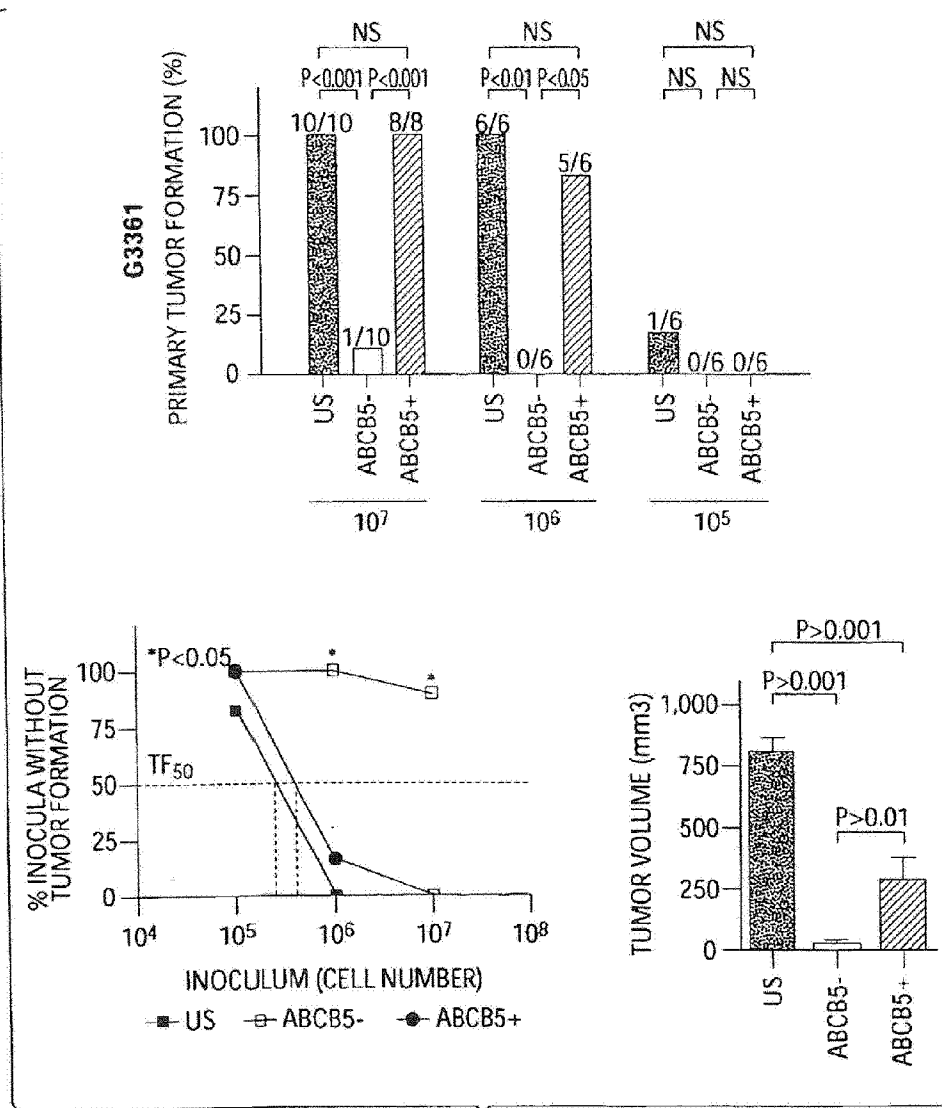 G3361
PRIMARY TUMOR FORMATION (%)
NS
P<0.001 P<0.001
NS
P<0.01 P<0.05
NS
NS NS
100
75
50
25
0
10/10
1/10
8/8
6/6
0/6
5/6
1/6
0/6
0/6
US
ABCB5-
ABCB5+
US
ABCB5-
ABCB5+
US
ABCB5-
ABCB5+
10⁷
10⁶
10⁵
% INOCULA WITHOUT
TUMOR FORMATION
*P<0.05
*
*
100
75
50
25
0
TF₅₀
10⁴ 10⁵ 10⁶ 10⁷ 10⁸
INOCULUM (CELL NUMBER)
US ABCB5- ABCB5+
TUMOR VOLUME (mm3)
P>0.001
P>0.001
P>0.01
1,000
750
500
250
0
US
ABCB5-
ABCB5+